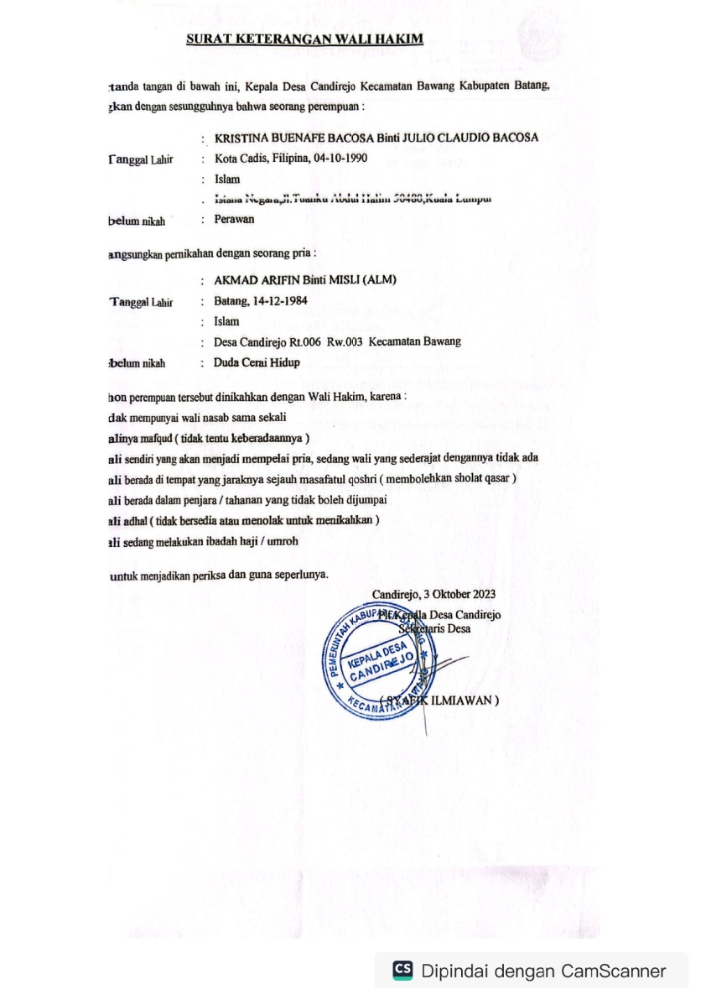 SURAT KETERANGAN WALI HAKIM
tanda tangan di bawah ini, Kepala Desa Candirejo Kecamatan Bawang Kabupaten Batang,
kan dengan sesungguhnya bahwa seorang perempuan :
: KRISTINA BUENAFE BACOSA Binti JULIO CLAUDIO BACOSA
Tanggal Lahir : Kota Cadis, Filipina, 04-10-1990
: Islam
Istana Negara,Jl.Tuanku Abdul Halim 50480,Kuala Lumpur
belum nikah : Perawan
angsungkan pernikahan dengan seorang pria :
: AKMAD ARIFIN Binti MISLI (ALM)
Tanggal Lahir : Batang, 14-12-1984
: Islam
: Desa Candirejo Rt.006 Rw.003 Kecamatan Bawang
belum nikah : Duda Cerai Hidup
hon perempuan tersebut dinikahkan dengan Wali Hakim, karena :
dak mempunyai wali nasab sama sekali
alinya mafqud ( tidak tentu keberadaannya )
ali sendiri yang akan menjadi mempelai pria, sedang wali yang sederajat dengannya tidak ada
ali berada di tempat yang jaraknya sejauh masafatul qoshri ( membolehkan sholat qasar )
ali berada dalam penjara / tahanan yang tidak boleh dijumpai
ali adhal ( tidak bersedia atau menolak untuk menikahkan )
ali sedang melakukan ibadah haji / umroh
untuk menjadikan periksa dan guna seperlunya.
Candirejo, 3 Oktober 2023
Plt/Kepala Desa Candirejo
Sekretaris Desa
PEMERINTAH KABUPATEN BATANG
KEPALA DESA
CANDIREJO
KECAMATAN BAWANG
( SYAFIK ILMIAWAN )
CS Dipindai dengan CamScanner